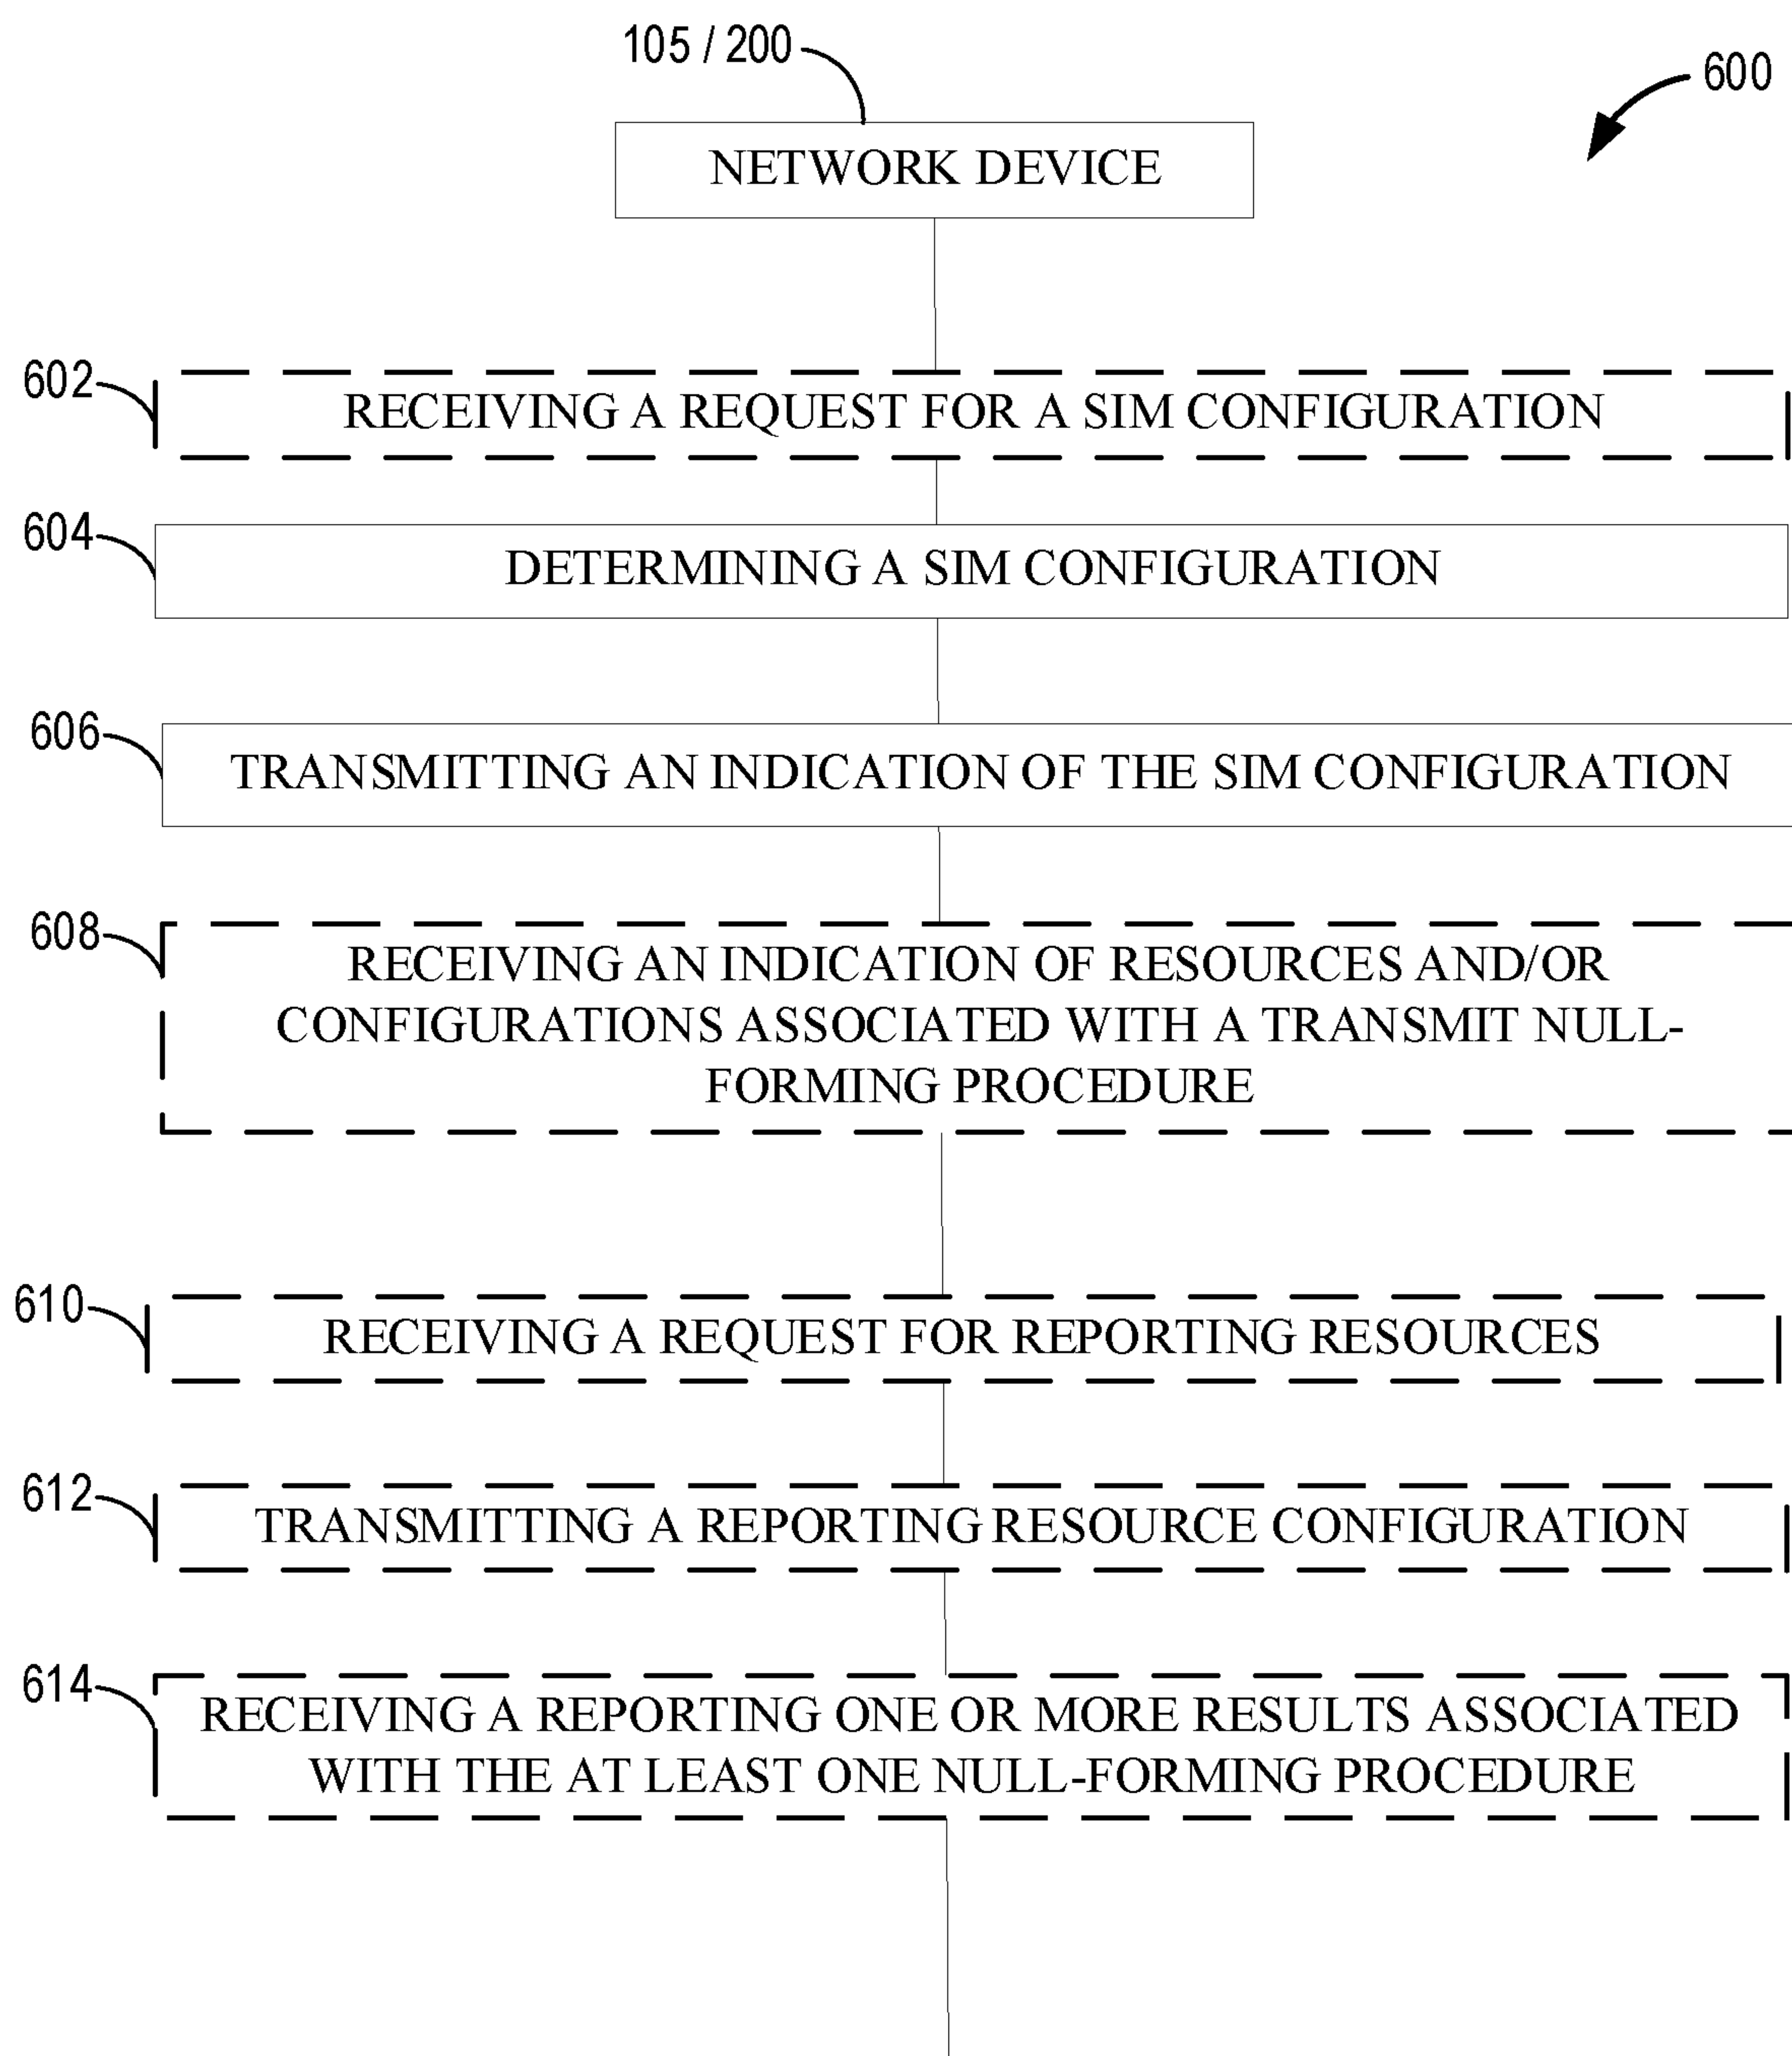 105 / 200
600
NETWORK DEVICE
602
RECEIVING A REQUEST FOR A SIM CONFIGURATION
604
DETERMINING A SIM CONFIGURATION
606
TRANSMITTING AN INDICATION OF THE SIM CONFIGURATION
608
RECEIVING AN INDICATION OF RESOURCES AND/OR
CONFIGURATIONS ASSOCIATED WITH A TRANSMIT NULL-
FORMING PROCEDURE
610
RECEIVING A REQUEST FOR REPORTING RESOURCES
612
TRANSMITTING A REPORTING RESOURCE CONFIGURATION
614
RECEIVING A REPORTING ONE OR MORE RESULTS ASSOCIATED
WITH THE AT LEAST ONE NULL-FORMING PROCEDURE